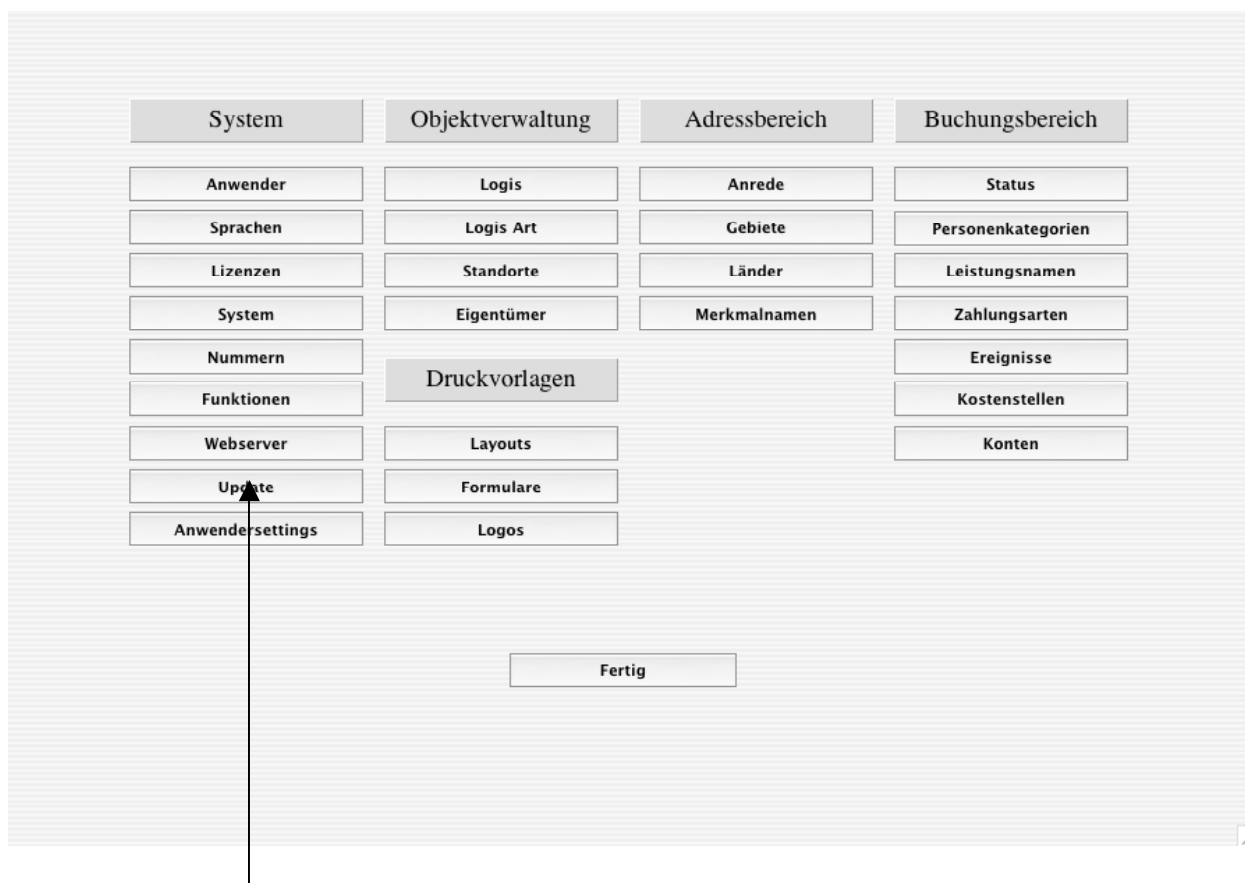 System
Anwender
Sprachen
Lizenzen
System
Nummern
Funktionen
Webserver
Update
Anwendersettings
Objektverwaltung
Logis
Logis Art
Standorte
Eigentümer
Druckvorlagen
Layouts
Formulare
Logos
Adressbereich
Anrede
Gebiete
Länder
Merkmalnamen
Buchungsbereich
Status
Personenkategorien
Leistungsnamen
Zahlungsarten
Ereignisse
Kostenstellen
Konten
Fertig